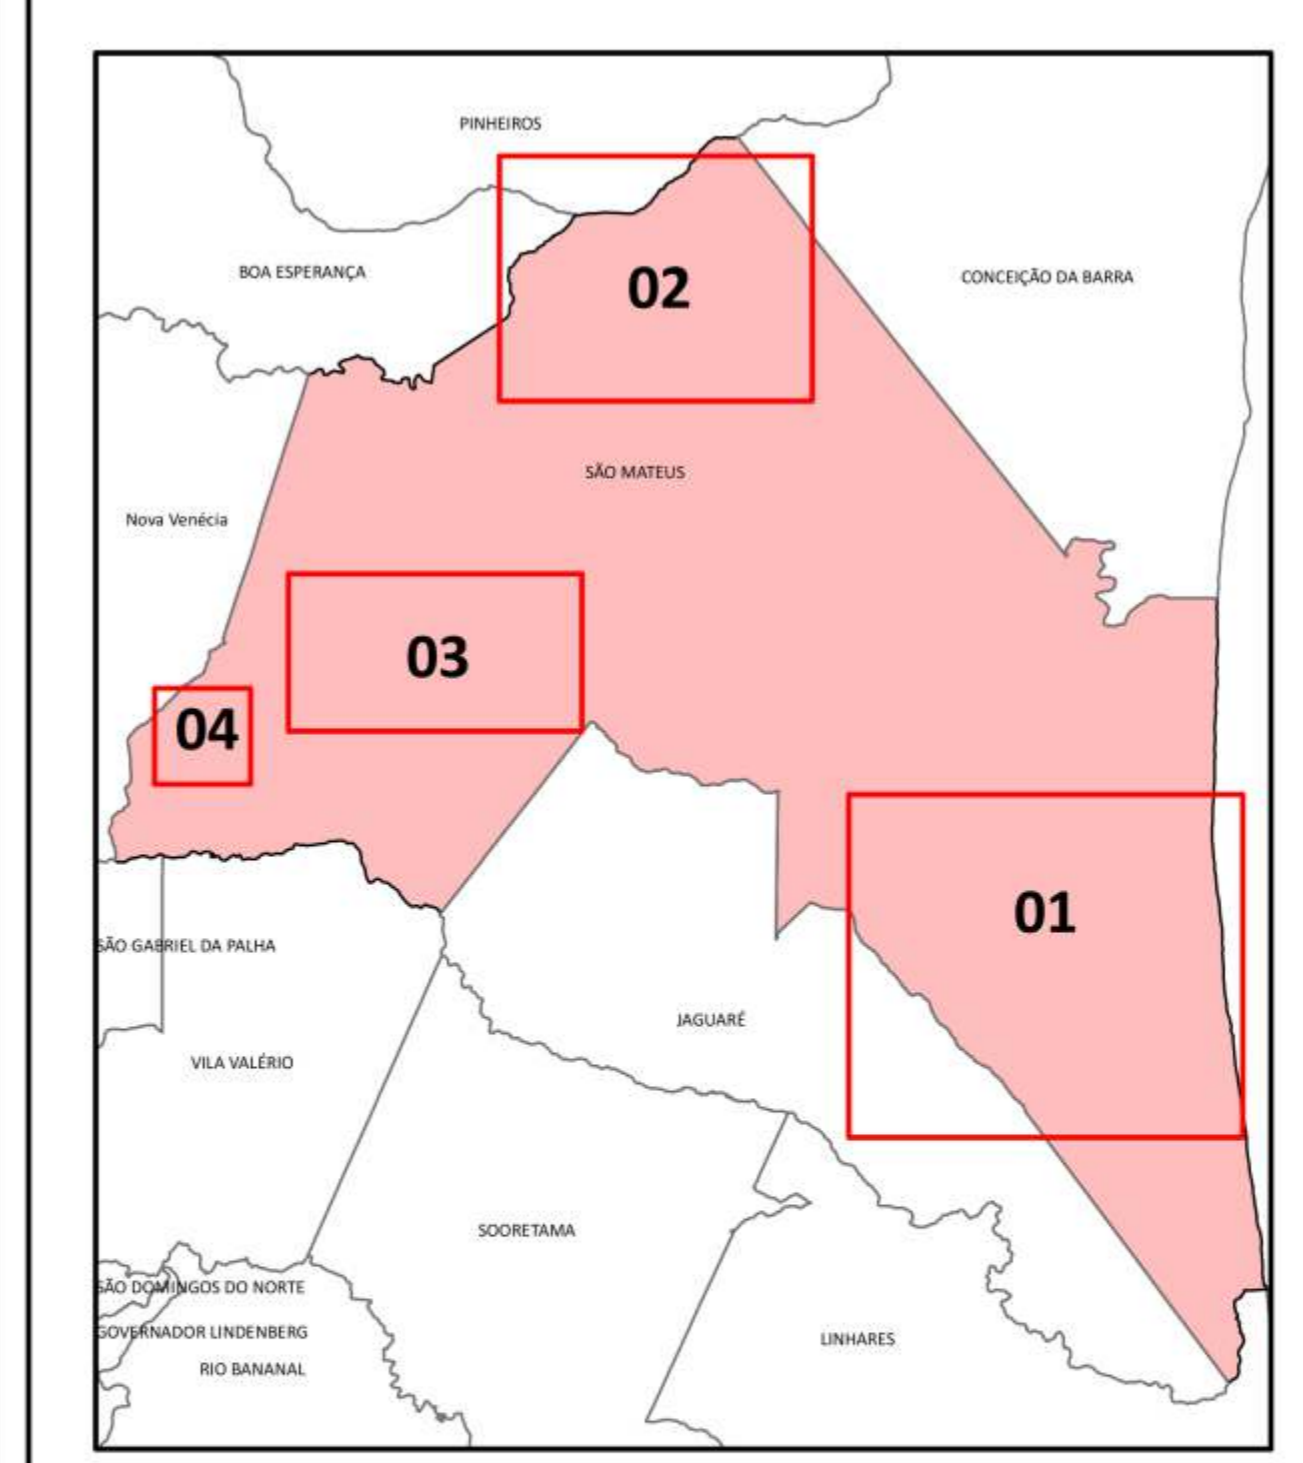 PINHEIROS
BOA ESPERANÇA
CONCEIÇÃO DA BARRA
02
SÃO MATEUS
Nova Venécia
03
04
01
SÃO GABRIEL DA PALHA
JAGUARÉ
VILA VALÉRIO
SOORETAMA
SÃO DOMINGOS DO NORTE
GOVERNADOR LINDENBERG
LINHARES
RIO BANANAL